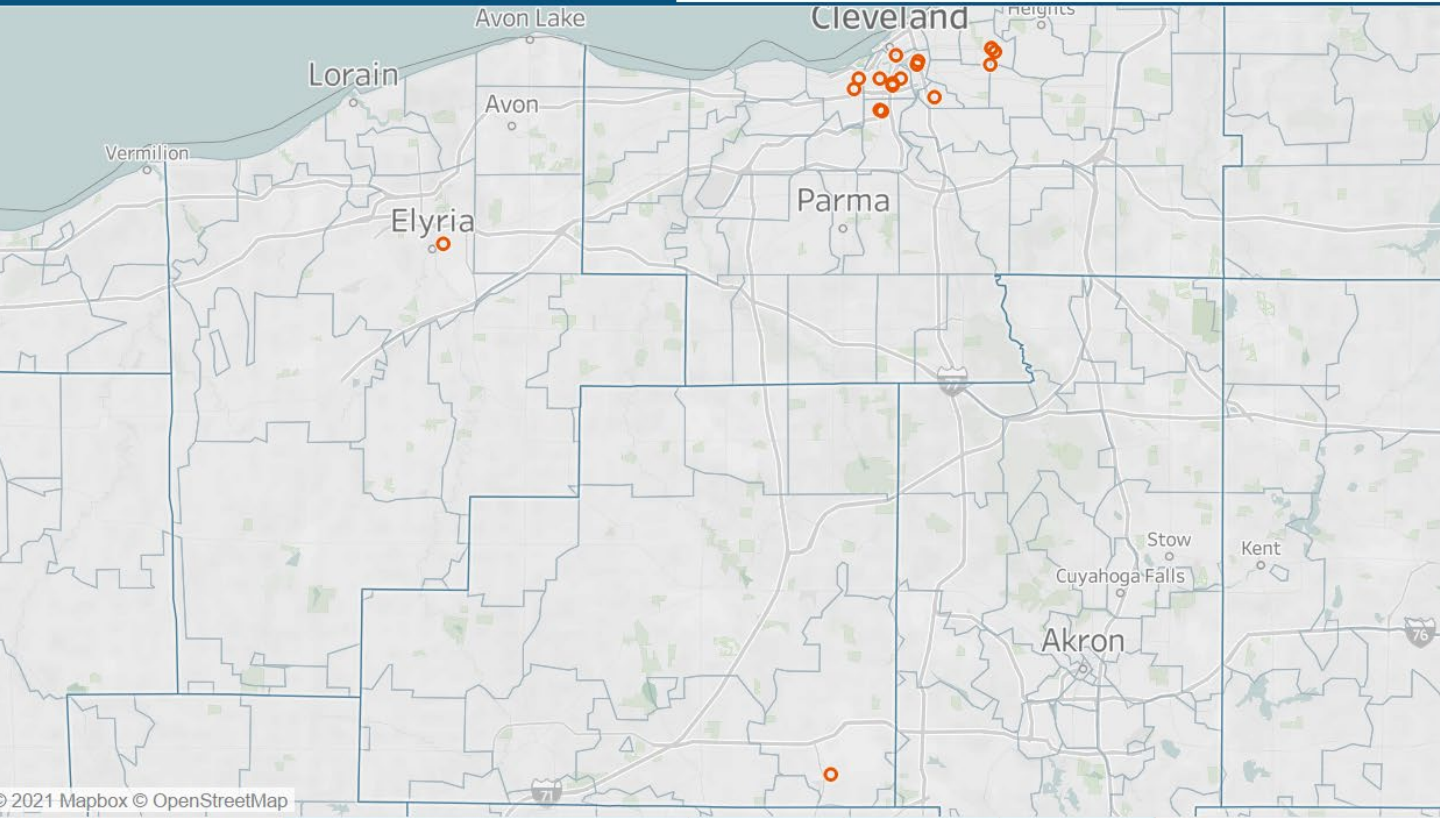 Avon Lake
Cleveland
Heights
Lorain
Avon
Vermilion
Parma
Elyria
77
Stow
Kent
Cuyahoga Falls
Akron
76
71
© 2021 Mapbox © OpenStreetMap